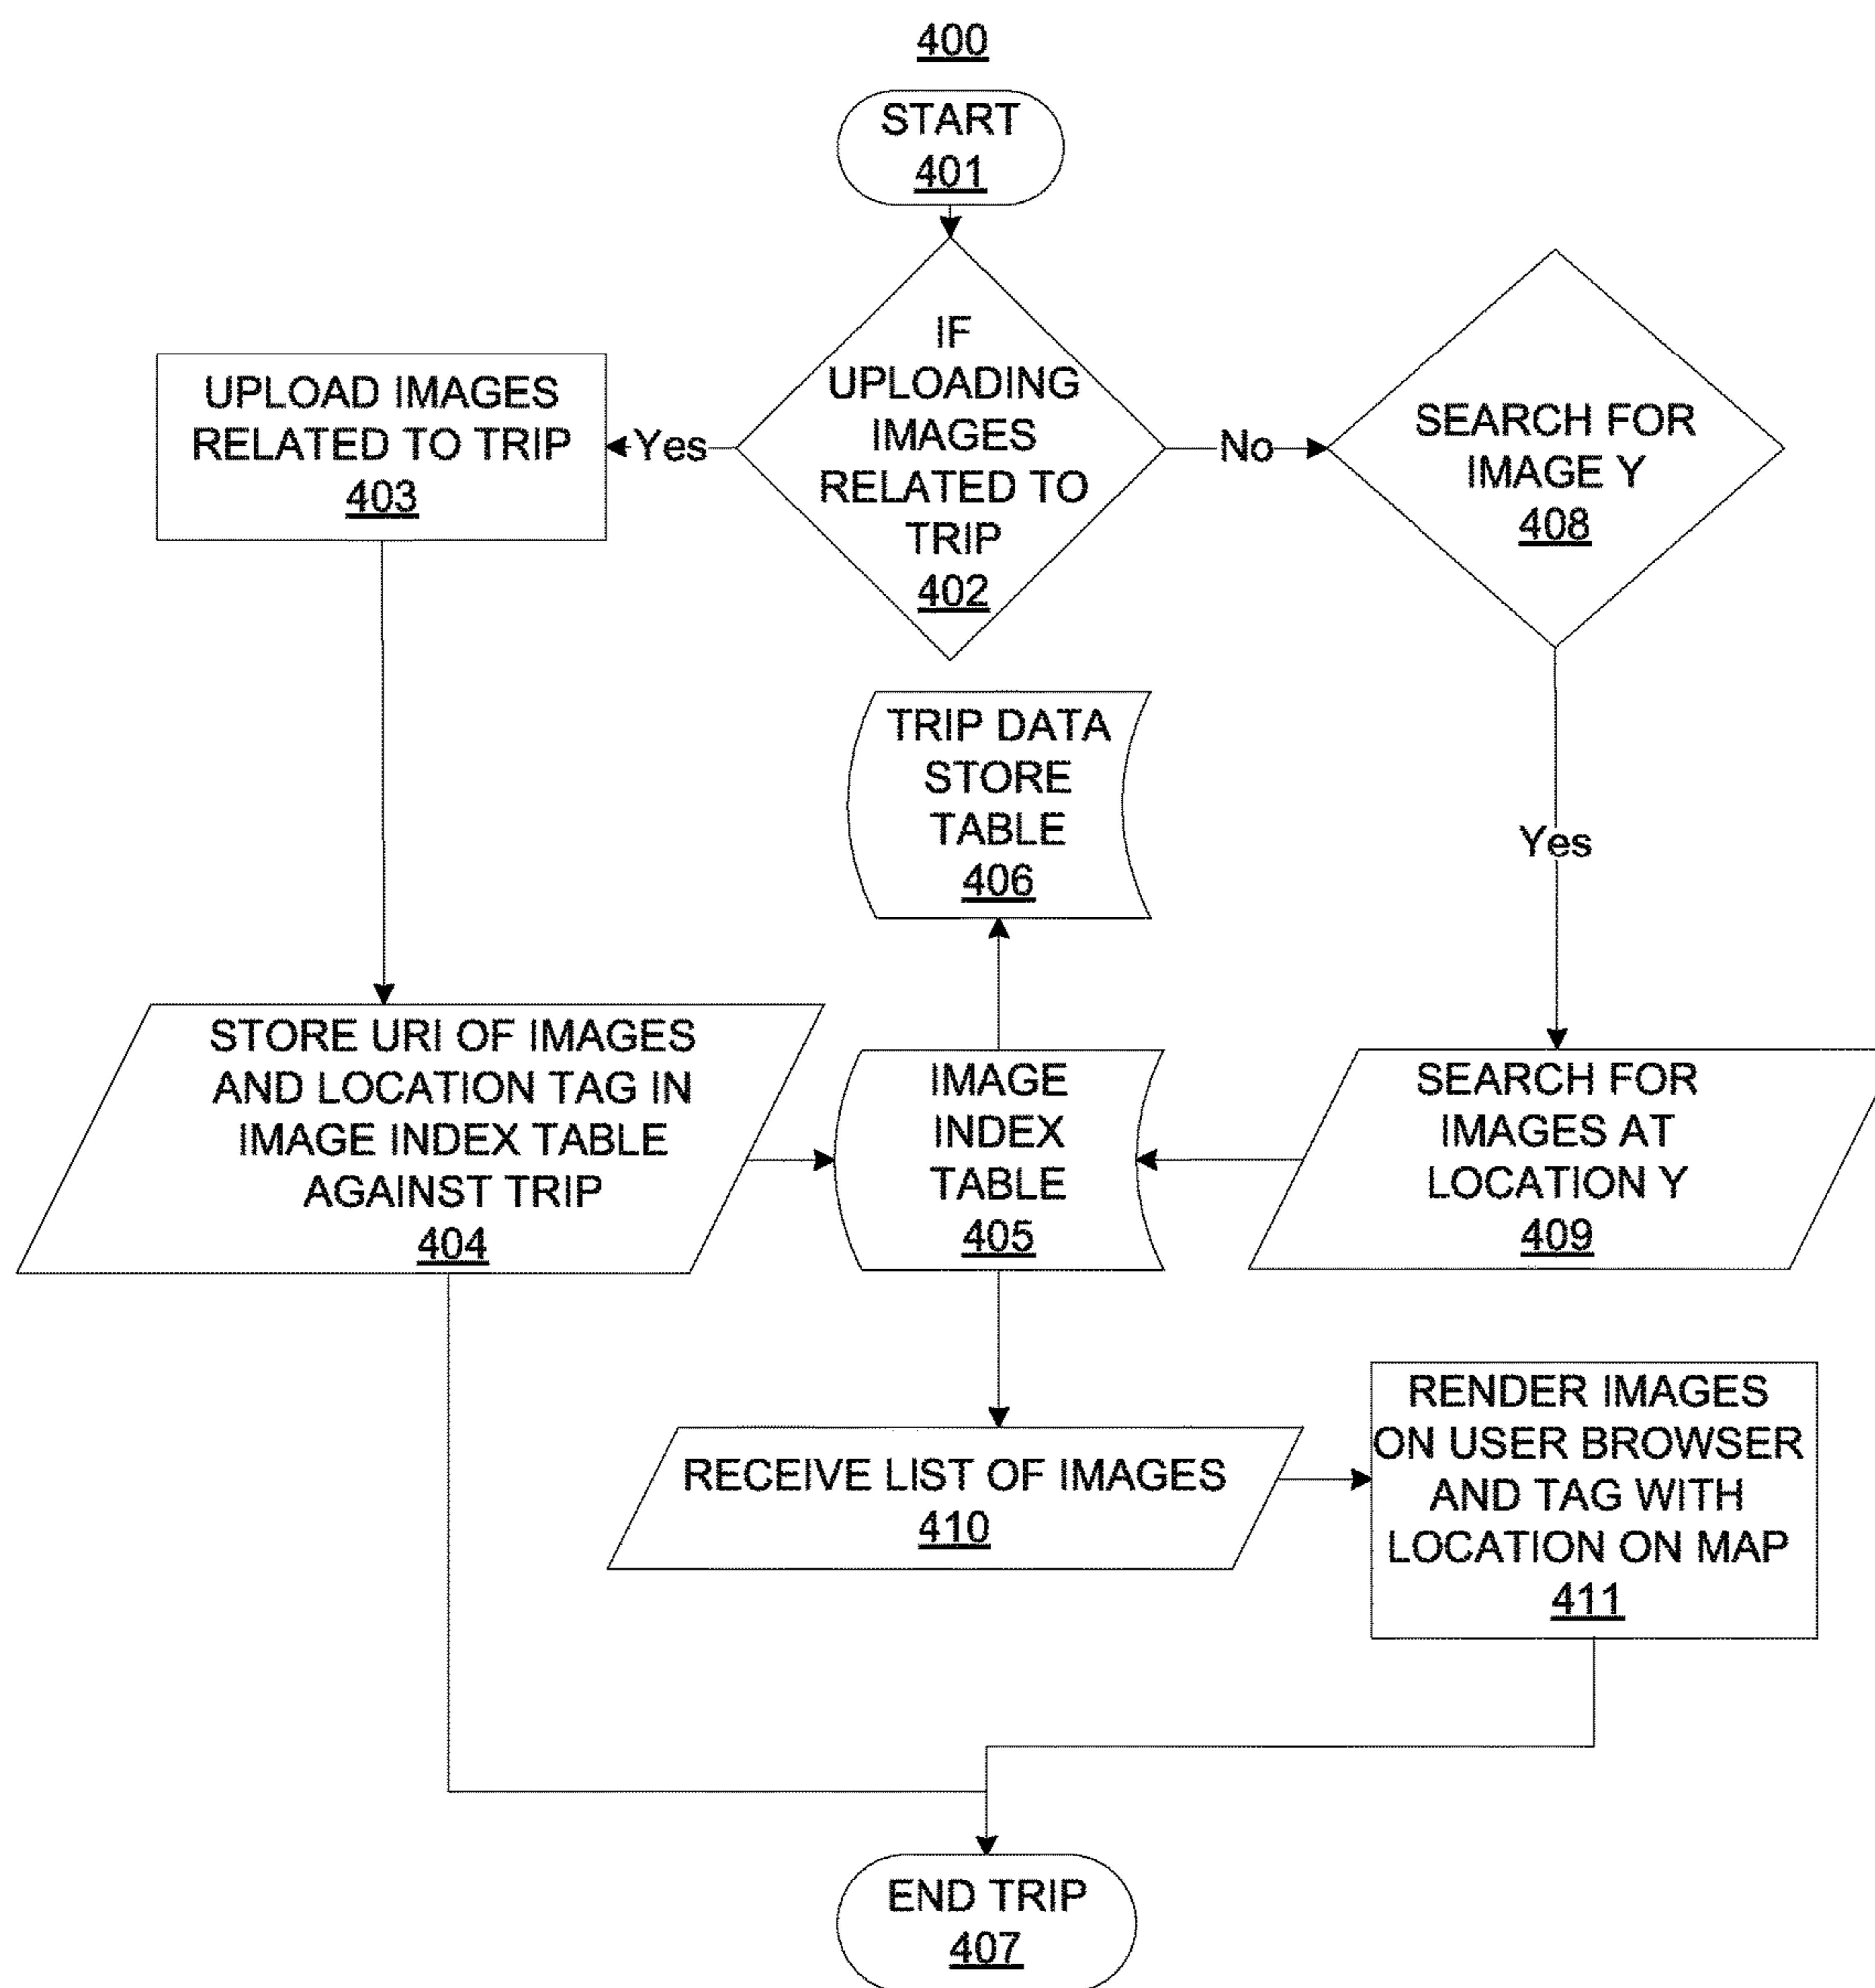 400
START
401
IF
UPLOADING
IMAGES
RELATED TO
TRIP
402
Yes
No
UPLOAD IMAGES
RELATED TO TRIP
403
SEARCH FOR
IMAGE Y
408
TRIP DATA
STORE
TABLE
406
Yes
STORE URI OF IMAGES
AND LOCATION TAG IN
IMAGE INDEX TABLE
AGAINST TRIP
404
IMAGE
INDEX
TABLE
405
SEARCH FOR
IMAGES AT
LOCATION Y
409
RECEIVE LIST OF IMAGES
410
RENDER IMAGES
ON USER BROWSER
AND TAG WITH
LOCATION ON MAP
411
END TRIP
407